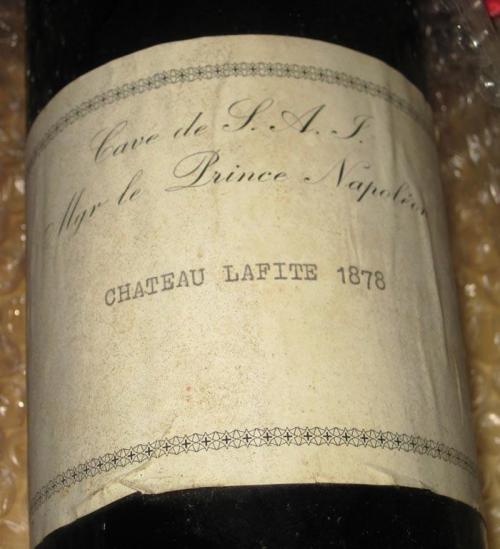 Cave de S. A. I.
Mgr le Prince Napoléon
CHATEAU LAFITE 1878